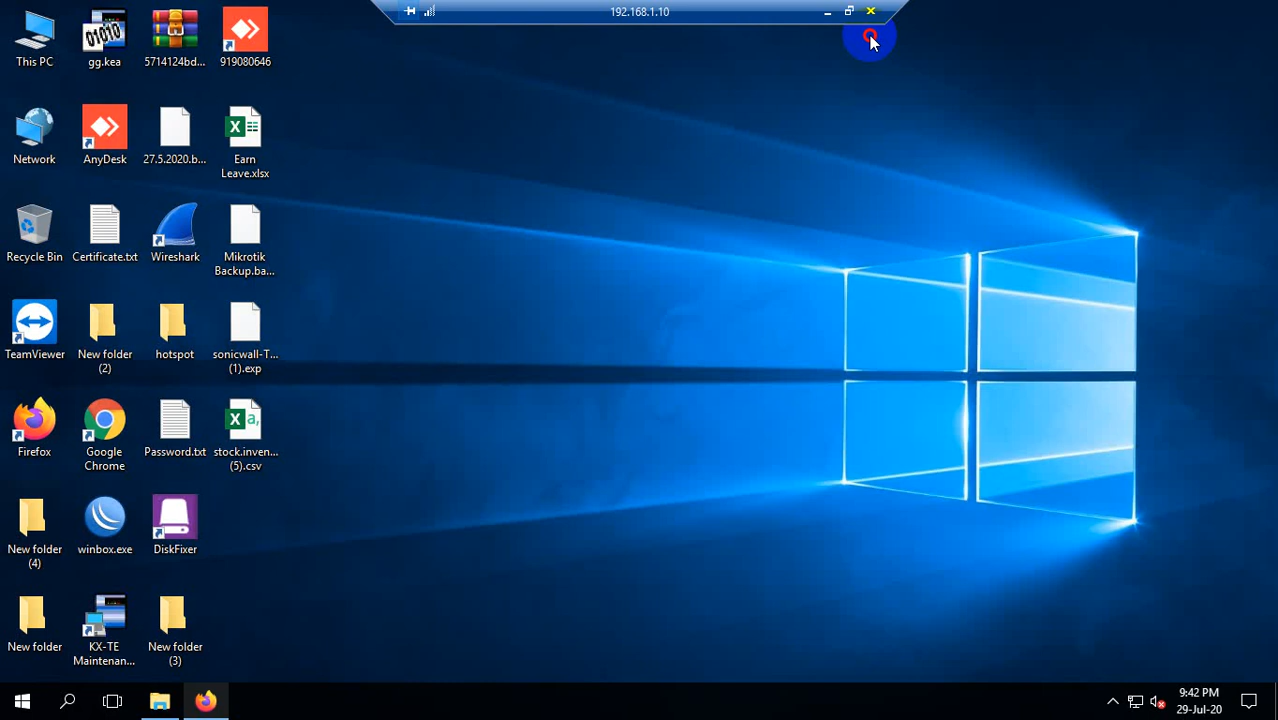 192.168.1.10
This PC
gg.kea
5714124bd...
919080646
Network
AnyDesk
27.5.2020.b...
Earn
Leave.xlsx
Recycle Bin
Certificate.txt
Wireshark
Mikrotik
Backup.ba...
TeamViewer
New folder
(2)
hotspot
sonicwall-T...
(1).exp
Firefox
Google
Chrome
Password.txt
stock.inven...
(5).csv
New folder
(4)
winbox.exe
DiskFixer
New folder
KX-TE
Maintenan...
New folder
(3)
9:42 PM
29-Jul-20